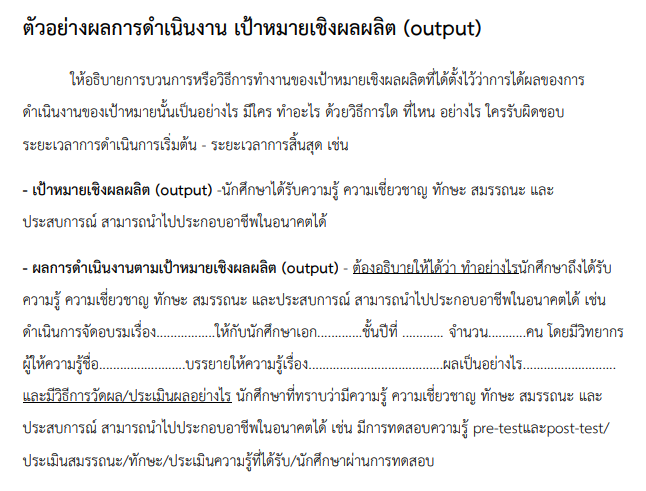 ตัวอย่างผลการดำเนินงาน เป้าหมายเชิงผลผลิต (output)
ให้อธิบายการบวนการหรือวิธีการทำงานของเป้าหมายเชิงผลผลิตที่ได้ตั้งไว้ว่าการได้ผลของการ
ดำเนินงานของเป้าหมายนั้นเป็นอย่างไร มีใคร ทำอะไร ด้วยวิธีการใด ที่ไหน อย่างไร ใครรับผิดชอบ
ระยะเวลาการดำเนินการเริ่มต้น - ระยะเวลาการสิ้นสุด เช่น
- เป้าหมายเชิงผลผลิต (output) -นักศึกษาได้รับความรู้ ความเชี่ยวชาญ ทักษะ สมรรถนะ และ
ประสบการณ์ สามารถนำไปประกอบอาชีพในอนาคตได้
- ผลการดำเนินงานตามเป้าหมายเชิงผลผลิต (output) - ต้องอธิบายให้ได้ว่า ทำอย่างไรนักศึกษาถึงได้รับ
ความรู้ ความเชี่ยวชาญ ทักษะ สมรรถนะ และประสบการณ์ สามารถนำไปประกอบอาชีพในอนาคตได้ เช่น
ดำเนินการจัดอบรมเรื่อง.................ให้กับนักศึกษาเอก.............ชั้นปีที่ ............ จำนวน...........คน โดยมีวิทยากร
ผู้ให้ความรู้ชื่อ.........................บรรยายให้ความรู้เรื่อง.......................................ผลเป็นอย่างไร...........................
และมีวิธีการวัดผล/ประเมินผลอย่างไร นักศึกษาที่ทราบว่ามีความรู้ ความเชี่ยวชาญ ทักษะ สมรรถนะ และ
ประสบการณ์ สามารถนำไปประกอบอาชีพในอนาคตได้ เช่น มีการทดสอบความรู้ pre-testและpost-test/
ประเมินสมรรถนะ/ทักษะ/ประเมินความรู้ที่ได้รับ/นักศึกษาผ่านการทดสอบ